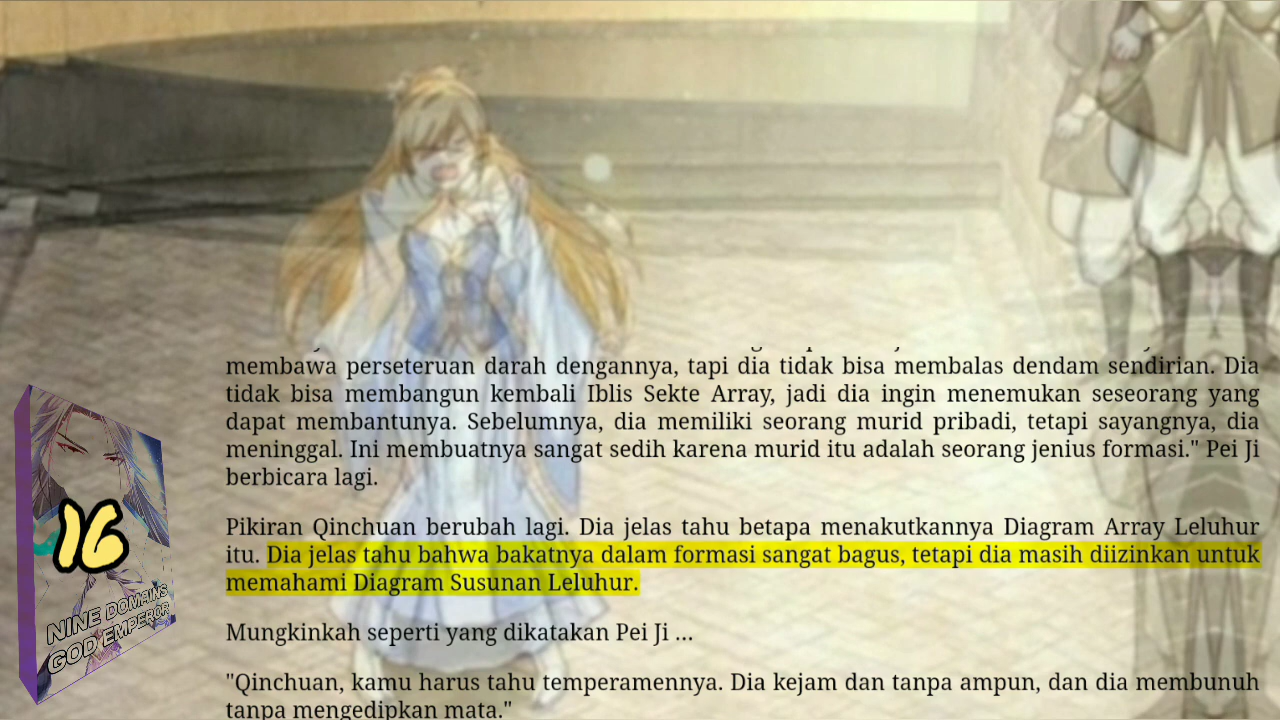 membawa perseteruan darah dengannya, tapi dia tidak bisa membalas dendam sendirian. Dia
tidak bisa membangun kembali Iblis Sekte Array, jadi dia ingin menemukan seseorang yang
dapat membantunya. Sebelumnya, dia memiliki seorang murid pribadi, tetapi sayangnya, dia
meninggal. Ini membuatnya sangat sedih karena murid itu adalah seorang jenius formasi." Pei Ji
berbicara lagi.
Pikiran Qinchuan berubah lagi. Dia jelas tahu betapa menakutkannya Diagram Array Leluhur
itu. Dia jelas tahu bahwa bakatnya dalam formasi sangat bagus, tetapi dia masih diizinkan untuk
memahami Diagram Susunan Leluhur.
Mungkinkah seperti yang dikatakan Pei Ji ...
"Qinchuan, kamu harus tahu temperamennya. Dia kejam dan tanpa ampun, dan dia membunuh
tanpa mengedipkan mata."
16
NINE DOMAINS
GOD EMPEROR